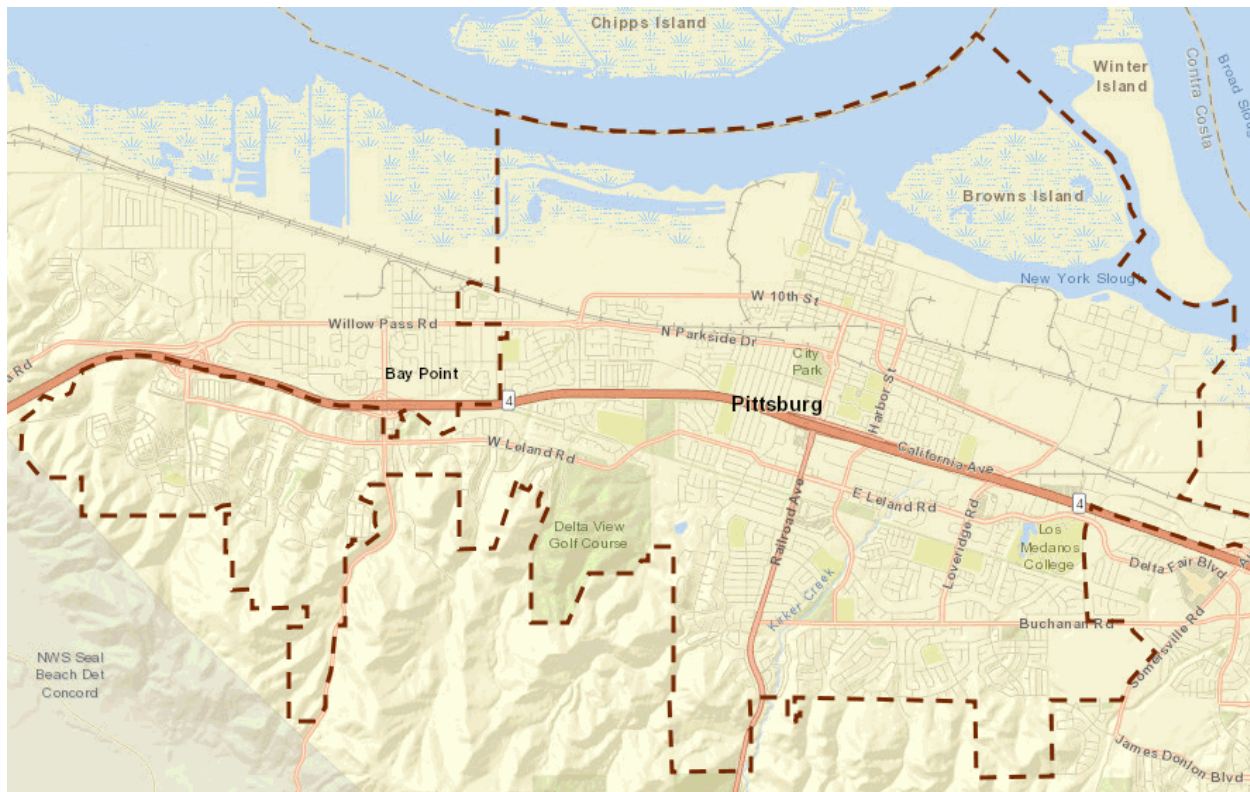 Chipps Island
Winter
Island
Contra Costa
Browns Island
New York Slough
W 10th St
Willow Pass Rd
N Parkside Dr
City
Park
Bay Point
4
Pittsburg
Harbor St
W Leland Rd
California Ave
E Leland Rd
4
Railroad Ave
Loveridge Rd
Delta View
Golf Course
Los
Medanos
College
Delta Fair Blvd
Keker Creek
Buchanan Rd
Somersville Rd
NWS Seal
Beach Det
Concord
James Donlon Blvd